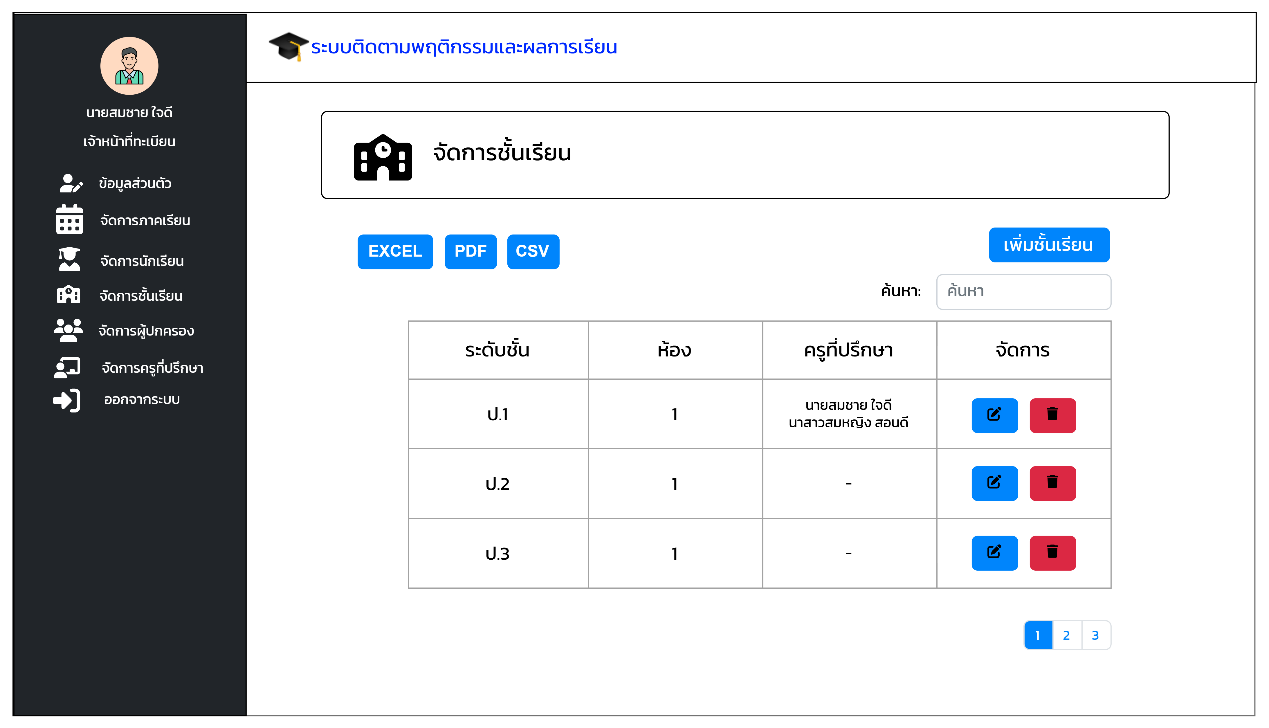 ระบบติดตามพฤติกรรมและผลการเรียน
นายสมชาย ใจดี
เจ้าหน้าที่ทะเบียน
ข้อมูลส่วนตัว
จัดการภาคเรียน
จัดการนักเรียน
จัดการชั้นเรียน
จัดการผู้ปกครอง
จัดการครูที่ปรึกษา
ออกจากระบบ
จัดการชั้นเรียน
EXCEL PDF CSV
เพิ่มชั้นเรียน
ค้นหา: ค้นหา
ระดับชั้น ห้อง ครูที่ปรึกษา จัดการ
ป.1 1 นายสมชาย ใจดี
นาสาวสมหญิง สอนดี
ป.2 1 -
ป.3 1 -
1 2 3